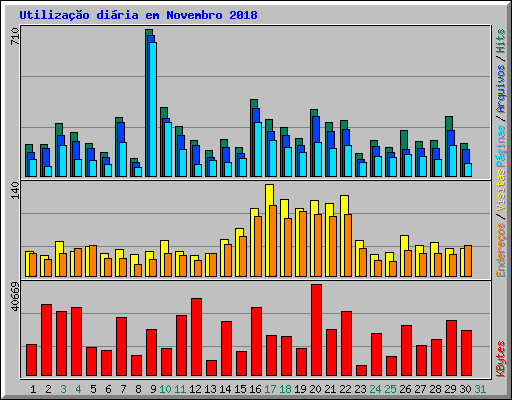 Utilização diária em Novembro 2018
710
140
40669
Endereços / Visitas Páginas / Arquivos / Hits
KBytes
1 2 3 4 5 6 7 8 9 10 11 12 13 14 15 16 17 18 19 20 21 22 23 24 25 26 27 28 29 30 31